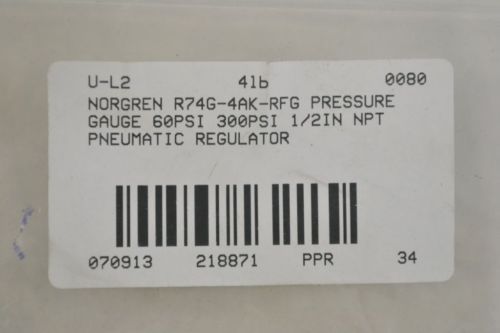 U-L2 4lb 0080
NORGREN R74G-4AK-RFG PRESSURE
GAUGE 60PSI 300PSI 1/2IN NPT
PNEUMATIC REGULATOR
070913 218871 PPR 34